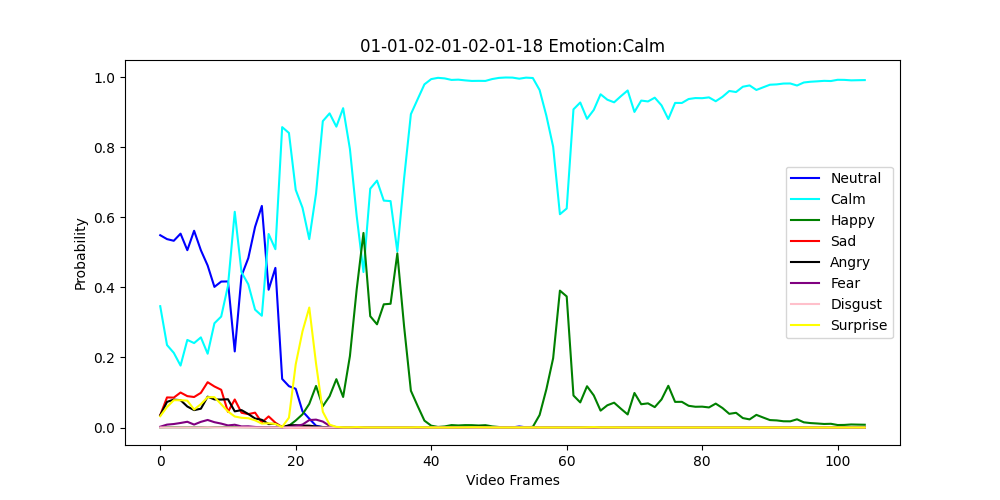 01-01-02-01-02-01-18 Emotion:Calm
1.0
0.8
0.6
0.4
0.2
0.0
Probability
Neutral
Calm
Happy
Sad
Angry
Fear
Disgust
Surprise
0 20 40 60 80 100
Video Frames